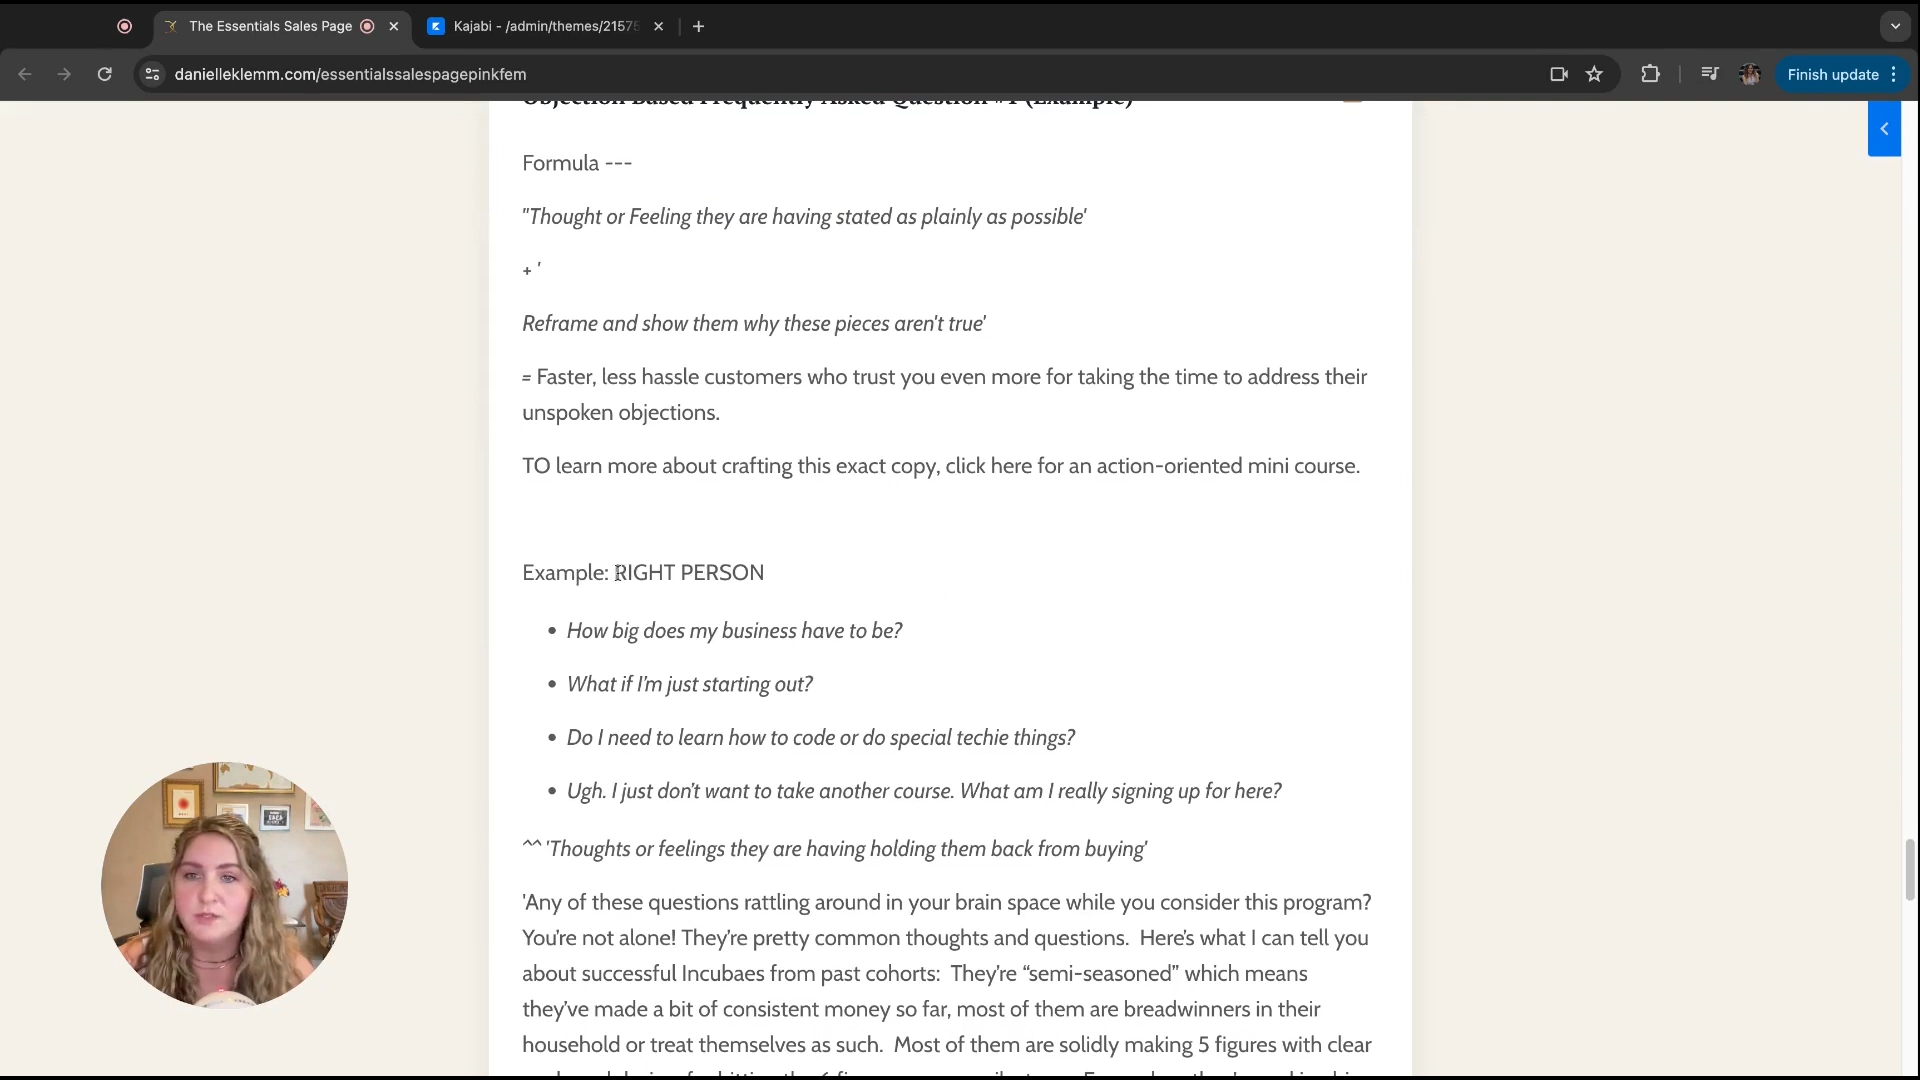 The Essentials Sales Page
Kajabi - /admin/themes/2157
danielleklemm.com/essentialssalespagepinkfem
Finish update
Objection Based Frequently Asked Question #1 (Example)
Formula ---
"Thought or Feeling they are having stated as plainly as possible'
+ '
Reframe and show them why these pieces aren't true'
= Faster, less hassle customers who trust you even more for taking the time to address their
unspoken objections.
TO learn more about crafting this exact copy, click here for an action-oriented mini course.
Example: RIGHT PERSON
• How big does my business have to be?
• What if I'm just starting out?
• Do I need to learn how to code or do special techie things?
• Ugh. I just don't want to take another course. What am I really signing up for here?
^^ 'Thoughts or feelings they are having holding them back from buying'
'Any of these questions rattling around in your brain space while you consider this program?
You're not alone! They're pretty common thoughts and questions.  Here's what I can tell you
about successful Incubaes from past cohorts:  They're “semi-seasoned” which means
they've made a bit of consistent money so far, most of them are breadwinners in their
household or treat themselves as such.  Most of them are solidly making 5 figures with clear